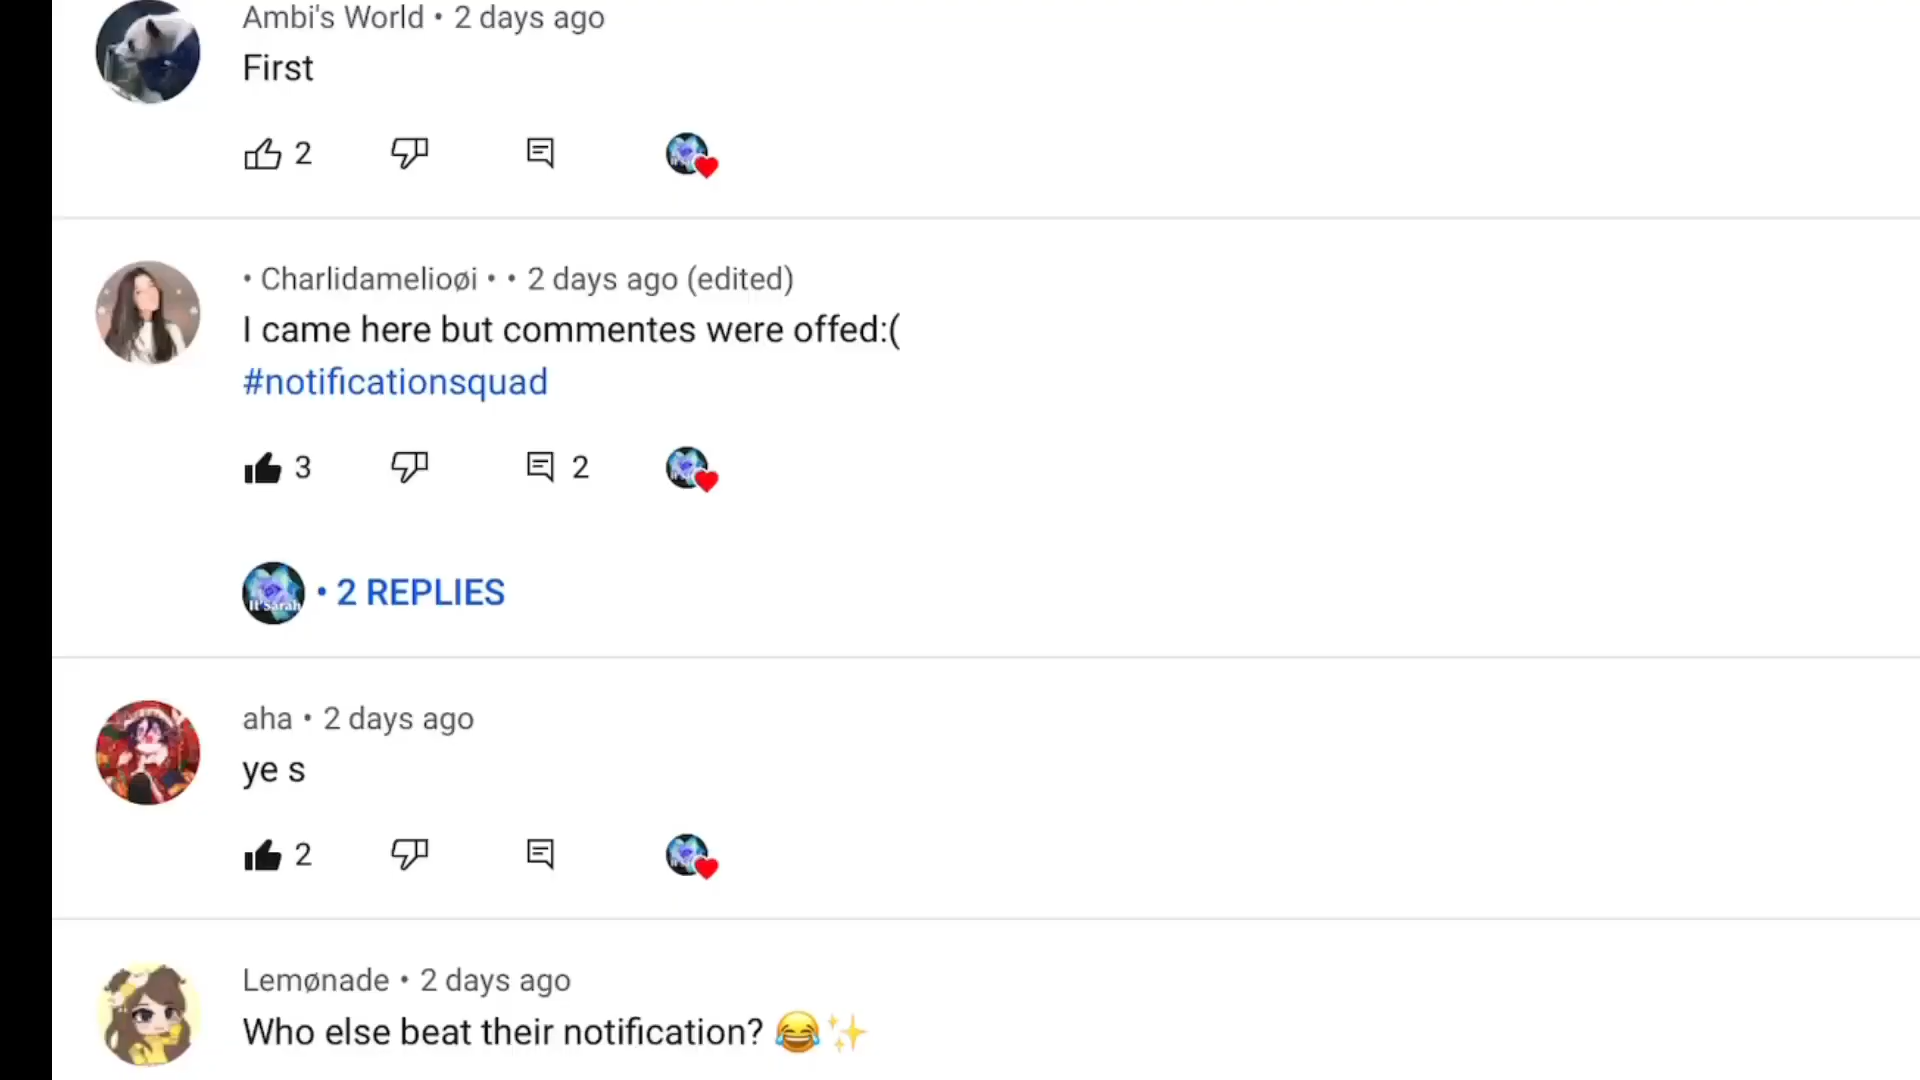 Ambi's World • 2 days ago
First
2
• Charlidamelioøi • • 2 days ago (edited)
I came here but commentes were offed:(
#notificationsquad
3
2
It'Sarah
• 2 REPLIES
aha • 2 days ago
ye s
2
Lemønade • 2 days ago
Who else beat their notification? 😂✨